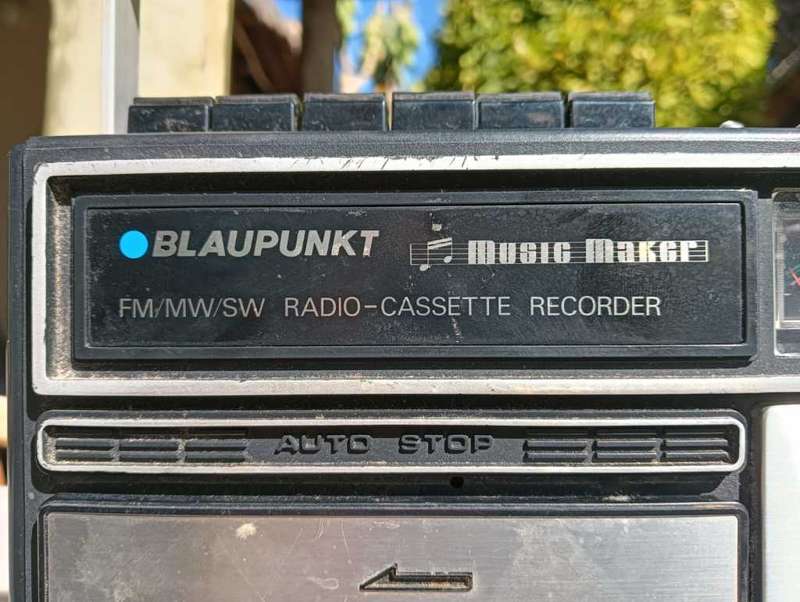 BLAUPUNKT Music Maker
FM/MW/SW RADIO-CASSETTE RECORDER
AUTO STOP